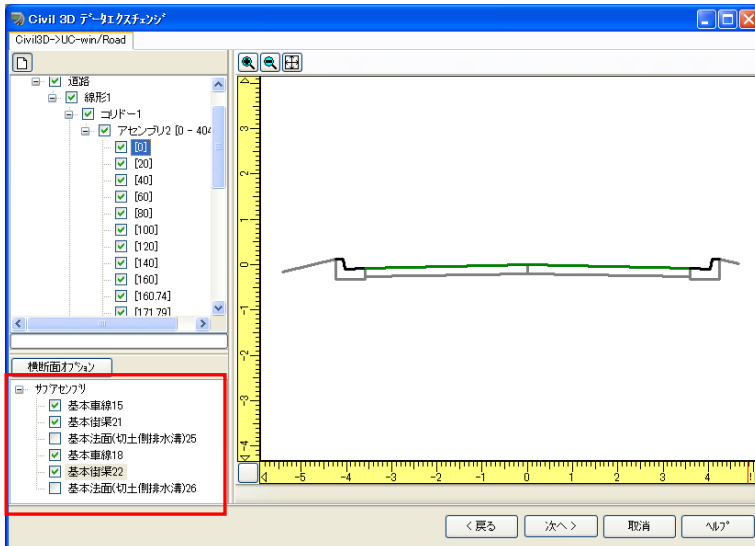 Civil 3D ﾃﾞｰﾀｴｸｽﾁｪﾝｼﾞ
Civil3D->UC-win/Road
道路
線形1
コリドー1
アセンブリ2 [0 - 404
[0]
[20]
[40]
[60]
[80]
[100]
[120]
[140]
[160]
[160.74]
[171.79]
横断面ｵﾌﾟｼｮﾝ
ｻﾌﾞｱｾﾝﾌﾞﾘ
基本車線15
基本街渠21
基本法面(切土側排水溝)25
基本車線18
基本街渠22
基本法面(切土側排水溝)26
3
2
1
0
-1
-2
-3
-4
-5 -4 -3 -2 -1 0 1 2 3 4
< 戻る 次へ > 取消 ﾍﾙﾌﾟ